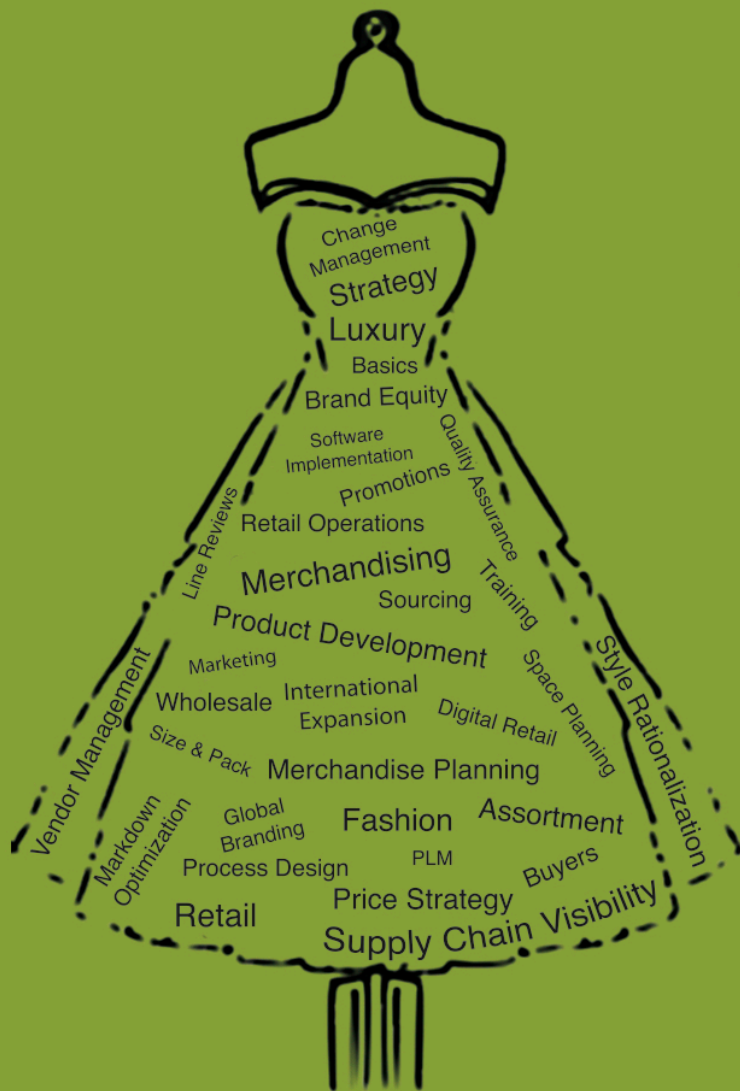 Change
Management
Strategy
Luxury
Basics
Brand Equity
Software
Implementation
Quality Assurance
Promotions
Line Reviews
Retail Operations
Merchandising
Training
Sourcing
Product Development
Marketing
Space Planning
Style Rationalization
Vendor Management
Wholesale
International
Expansion
Digital Retail
Size & Pack
Merchandise Planning
Markdown
Optimization
Global
Branding
Fashion
Assortment
Process Design
PLM
Buyers
Price Strategy
Retail
Supply Chain Visibility